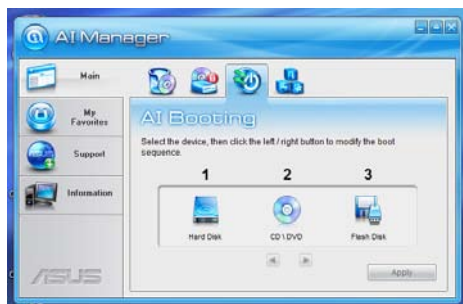 AI Manager
Main
My
Favorites
Support
Information
AI Booting
Select the device, then click the left / right button to modify the boot
sequence.
1 2 3
Hard Disk CD \ DVD Flash Disk
Apply
ASUS